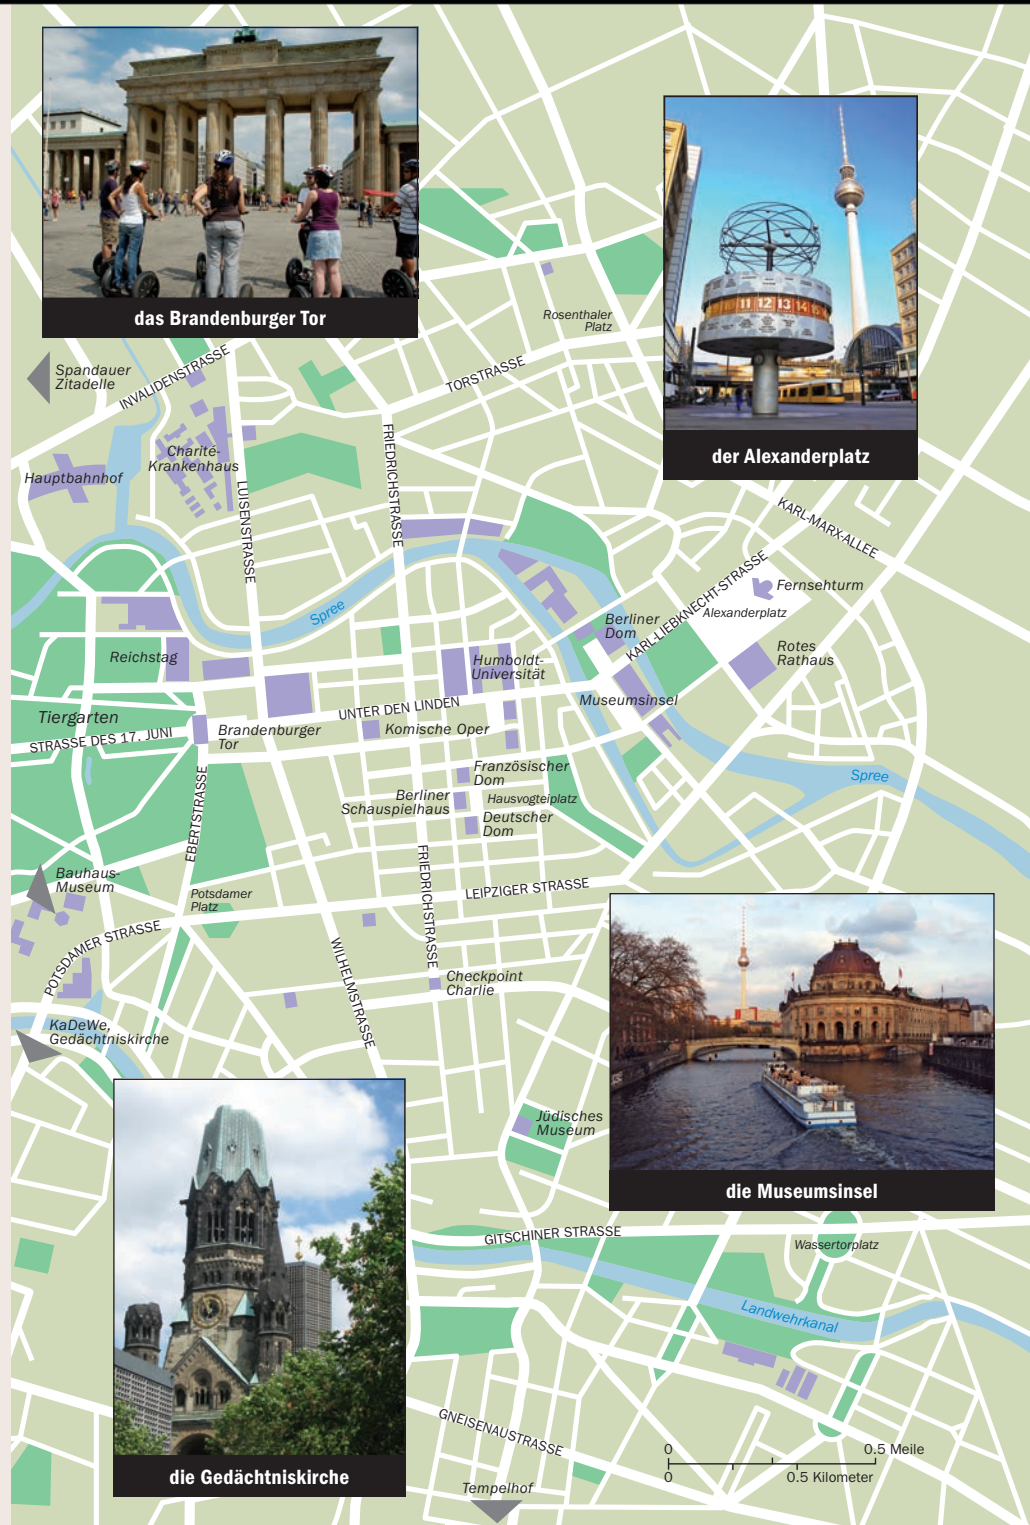 das Brandenburger Tor
der Alexanderplatz
11 12 13 14
Rosenthaler
Platz
Spandauer
Zitadelle
INVALIDENSTRASSE
TORSTRASSE
Charité-
Krankenhaus
Hauptbahnhof
LUISENSTRASSE
FRIEDRICHSTRASSE
KARL-MARX-ALLEE
KARL-LIEBKNECHT-STRASSE
Fernsehturm
Alexanderplatz
Spree
Berliner
Dom
Rotes
Rathaus
Reichstag
Humboldt-
Universität
Museumsinsel
Tiergarten
UNTER DEN LINDEN
STRASSE DES 17. JUNI
Brandenburger
Tor
Komische Oper
EBERTSTRASSE
Französischer
Dom
Berliner
Schauspielhaus
Hausvogteiplatz
Deutscher
Dom
Spree
Bauhaus-
Museum
Potsdamer
Platz
FRIEDRICHSTRASSE
LEIPZIGER STRASSE
POTSDAMER STRASSE
WILHELMSTRASSE
Checkpoint
Charlie
KaDeWe,
Gedächtniskirche
Jüdisches
Museum
die Museumsinsel
GITSCHINER STRASSE
Wassertorplatz
Landwehrkanal
GNEISENAUSTRASSE
die Gedächtniskirche
Tempelhof
0 0.5 Meile
0 0.5 Kilometer